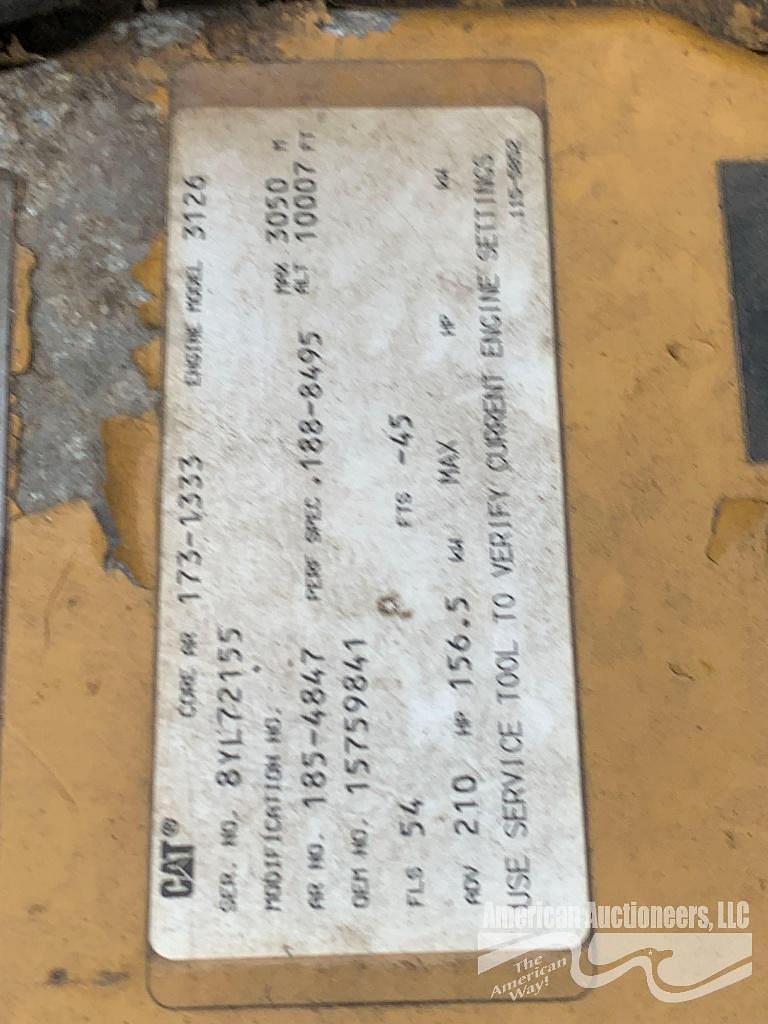 CAT® CORE AR 173-1333 ENGINE MODEL 3126
SER. NO. 8YL72155
MODIFICATION NO. MAX 3050 M
AR NO. 185-4847 PERF SPEC 188-8495 ALT 10007 FT
OEM NO. 15759841
FLS 54 FTS -45
ADV 210 HP 156.5 KW MAX HP KW
USE SERVICE TOOL TO VERIFY CURRENT ENGINE SETTINGS
American Auctioneers, LLC
The
American
Way!